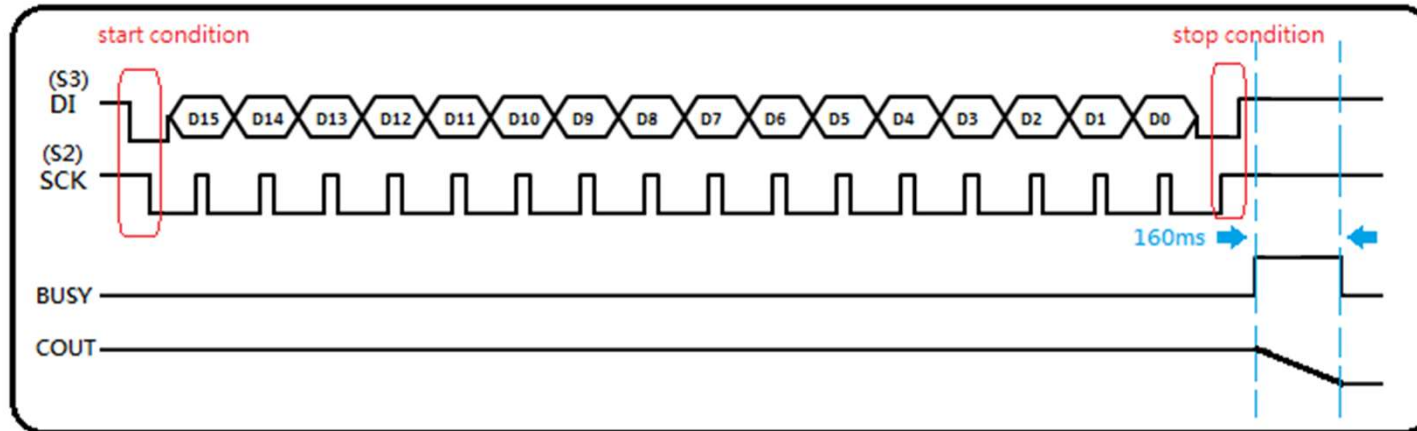 start condition
stop condition
(S3)
DI
D15 D14 D13 D12 D11 D10 D9 D8 D7 D6 D5 D4 D3 D2 D1 D0
(S2)
SCK
160ms
BUSY
COUT